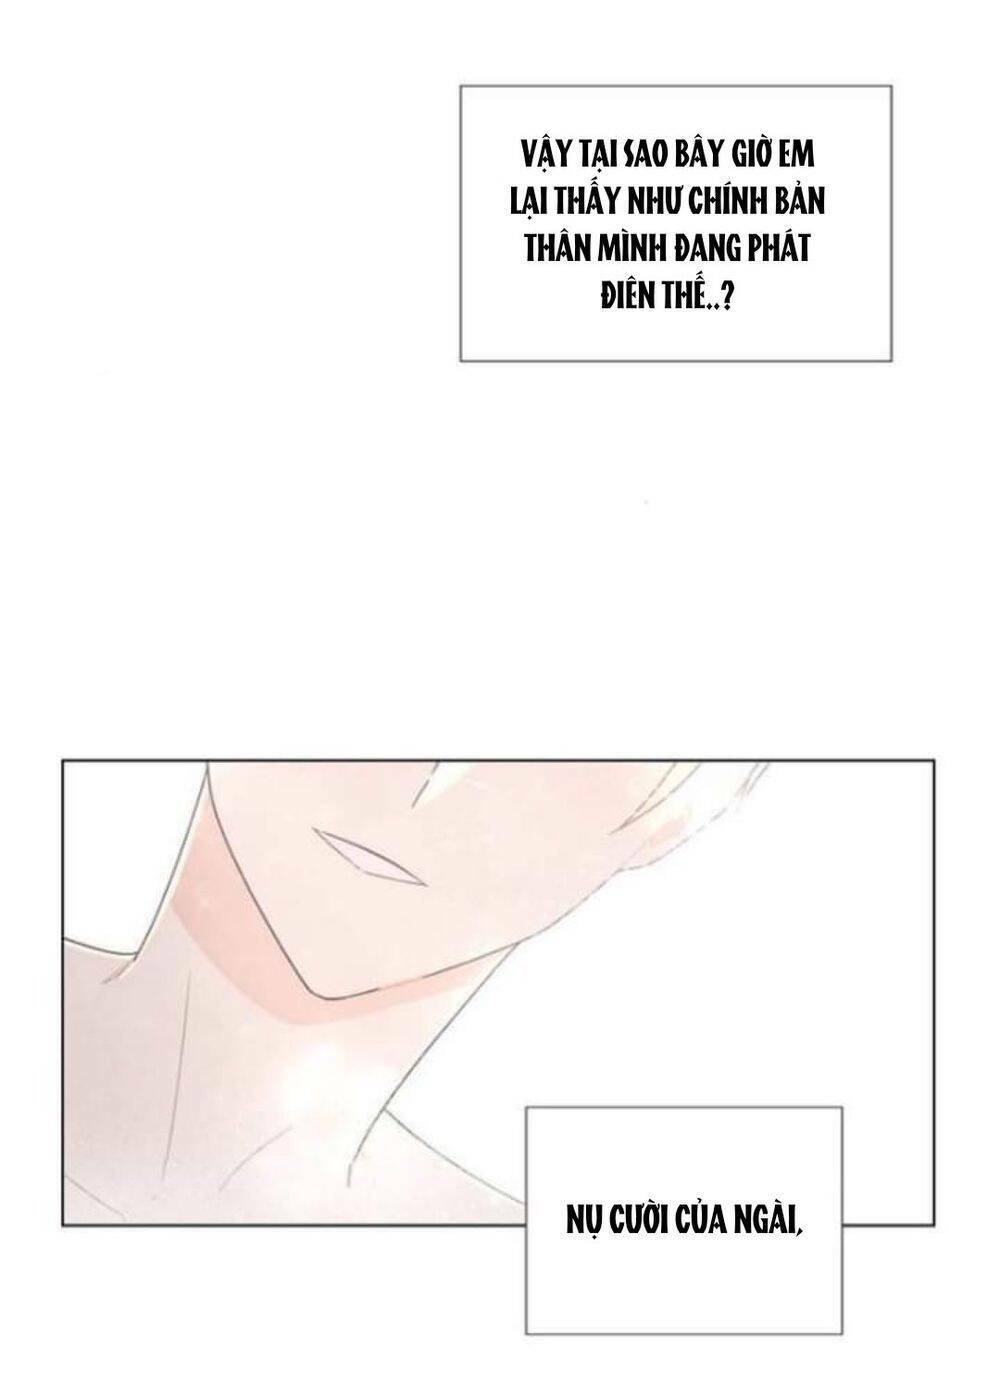 VẬY TẠI SAO BÂY GIỜ EM
LẠI THẤY NHƯ CHÍNH BẢN
THÂN MÌNH ĐANG PHÁT
ĐIÊN THẾ..?
NỤ CƯỜI CỦA NGÀI,